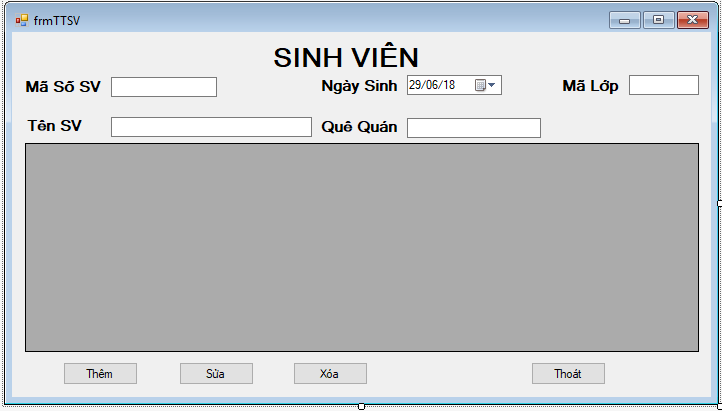 frmTTSV
SINH VIÊN
Mã Số SV Ngày Sinh 29/06/18 Mã Lớp
Tên SV Quê Quán
Thêm Sửa Xóa Thoát